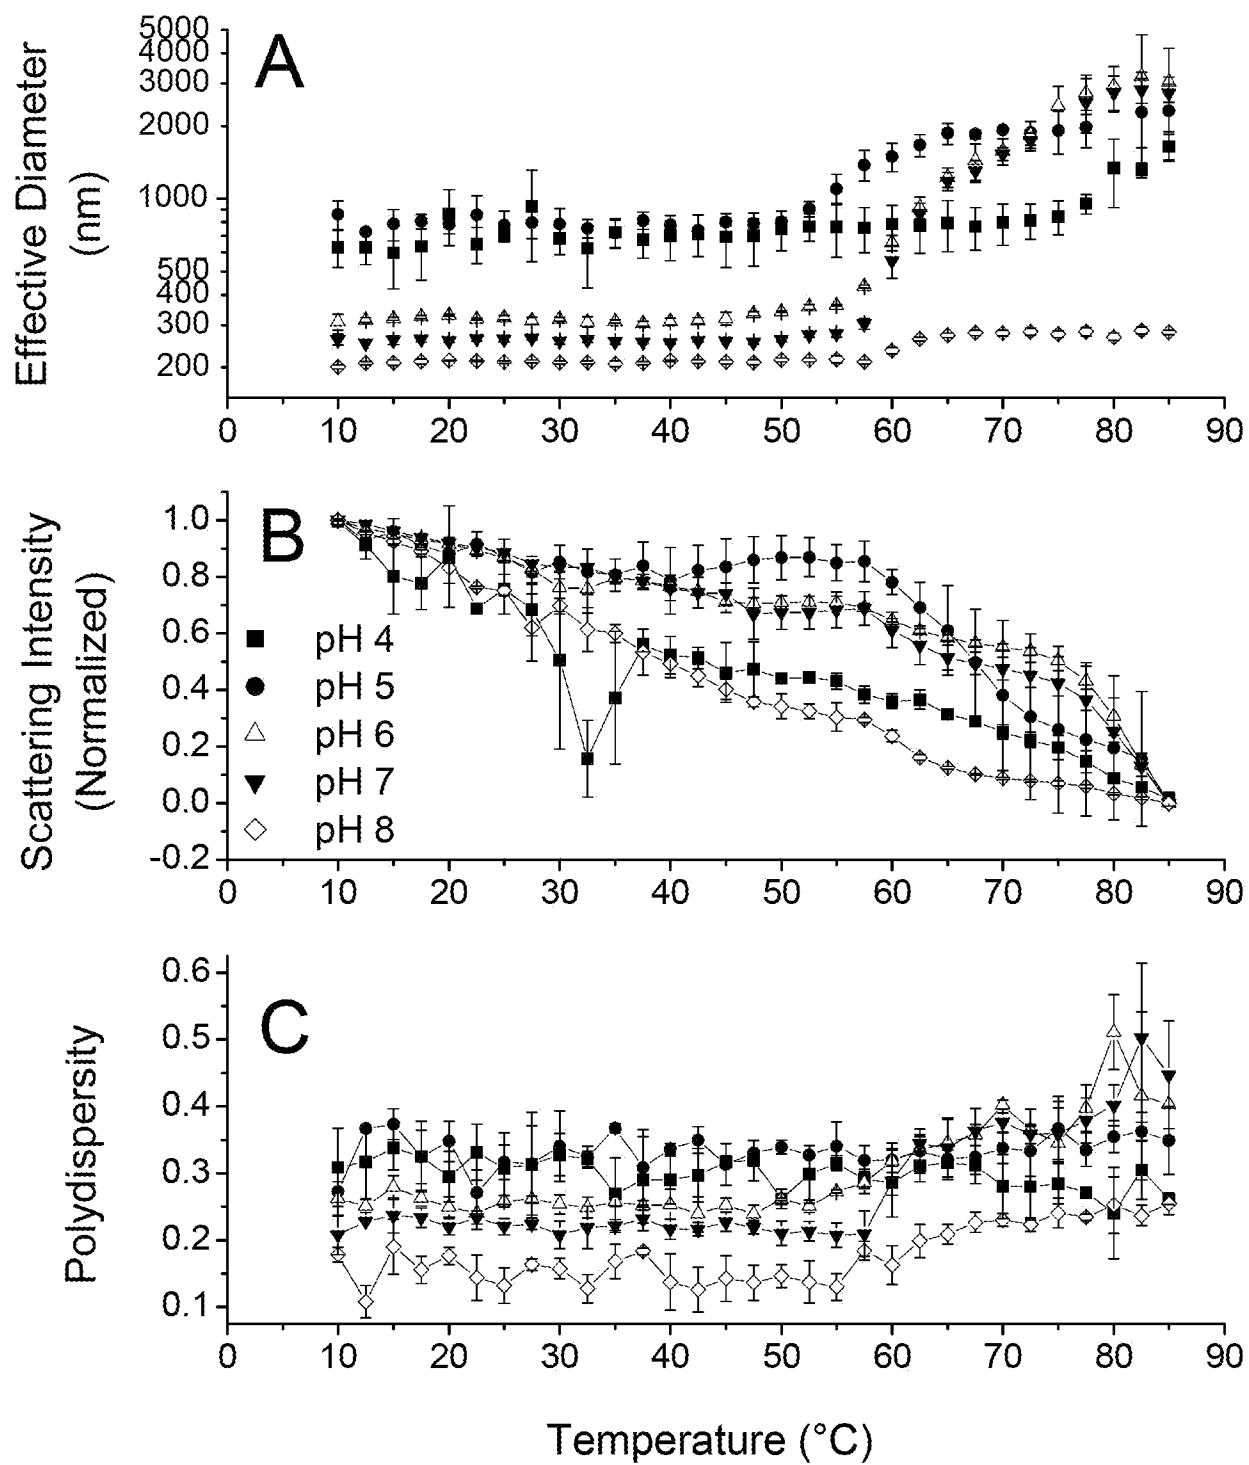 A
Effective Diameter
(nm)
5000
4000
3000
2000
1000
500
400
300
200
0 10 20 30 40 50 60 70 80 90
B
Scattering Intensity
(Normalized)
1.0
0.8
0.6
0.4
0.2
0.0
-0.2
pH 4
pH 5
pH 6
pH 7
pH 8
0 10 20 30 40 50 60 70 80 90
C
Polydispersity
0.6
0.5
0.4
0.3
0.2
0.1
0 10 20 30 40 50 60 70 80 90
Temperature (°C)